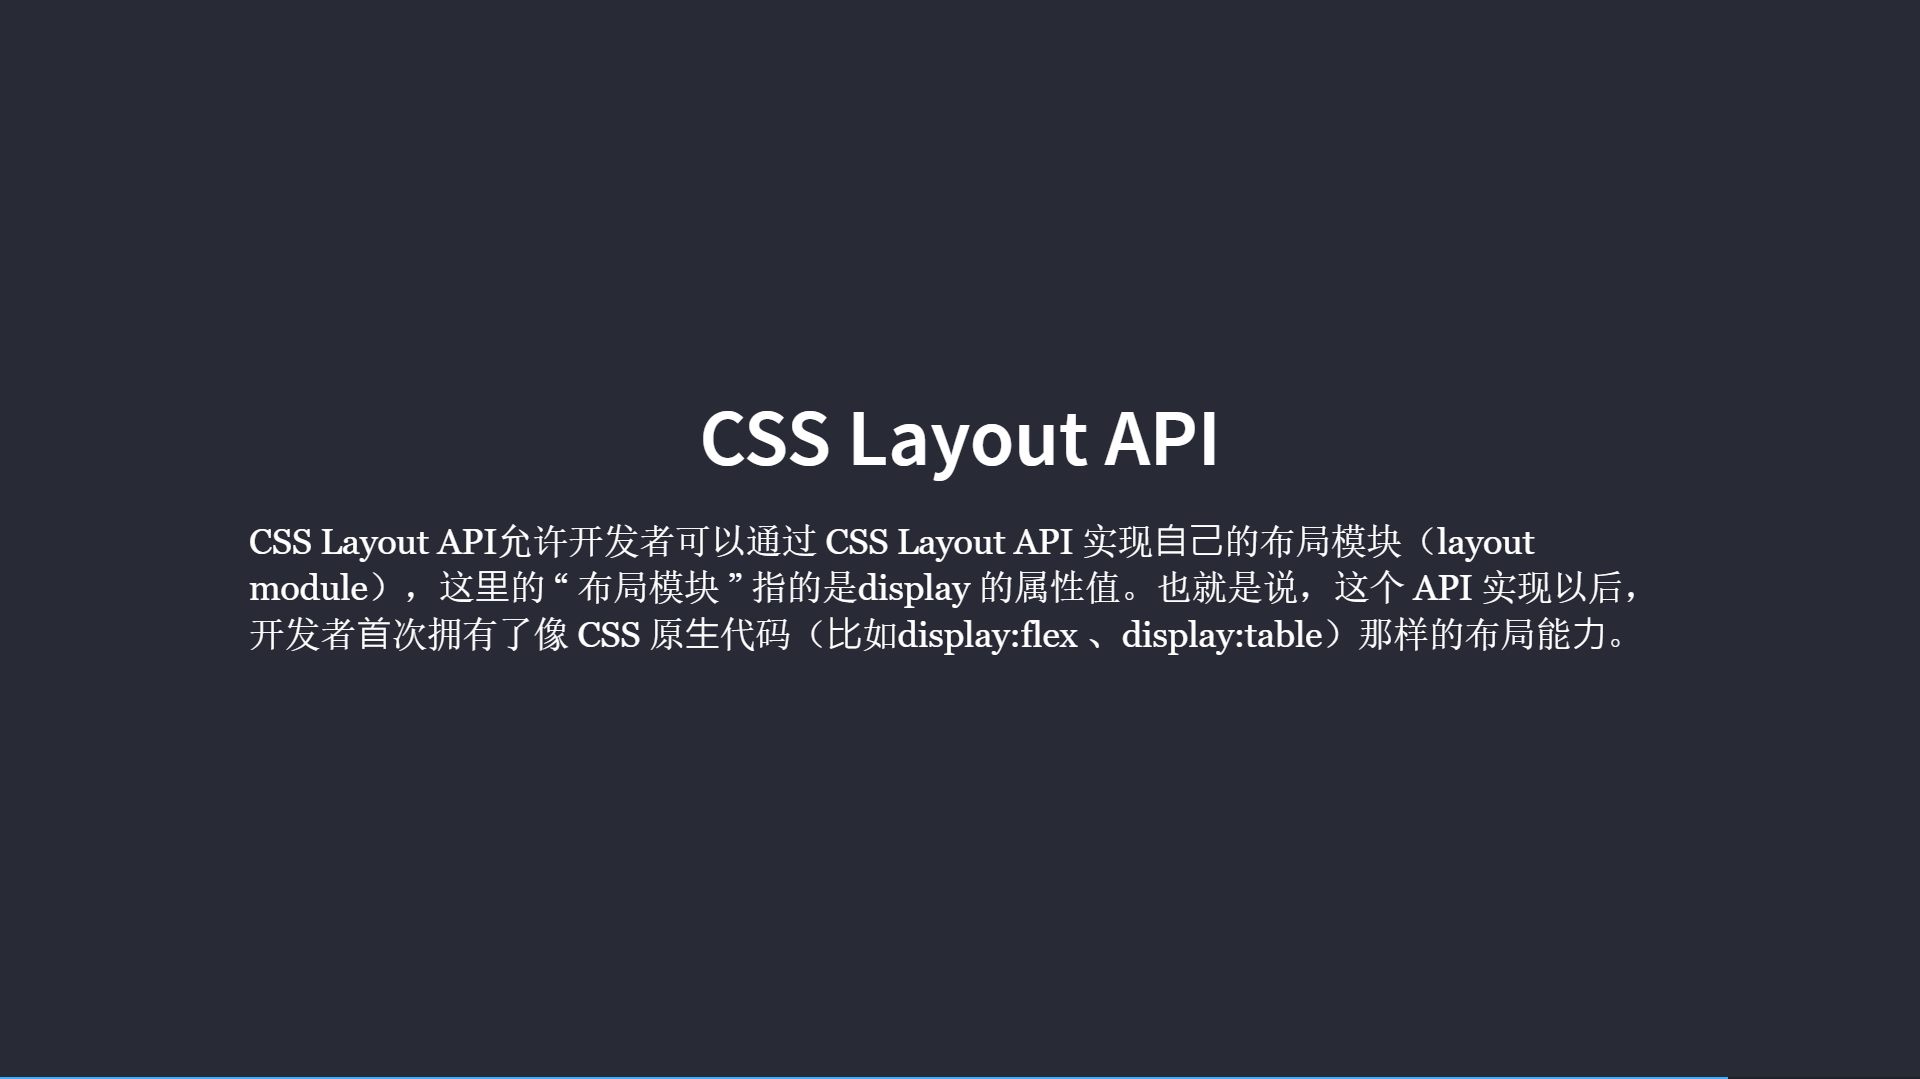 CSS Layout API
CSS Layout API允许开发者可以通过 CSS Layout API 实现自己的布局模块（layout
module），这里的 “ 布局模块 ” 指的是display 的属性值。也就是说，这个 API 实现以后，
开发者首次拥有了像 CSS 原生代码（比如display:flex 、display:table）那样的布局能力。